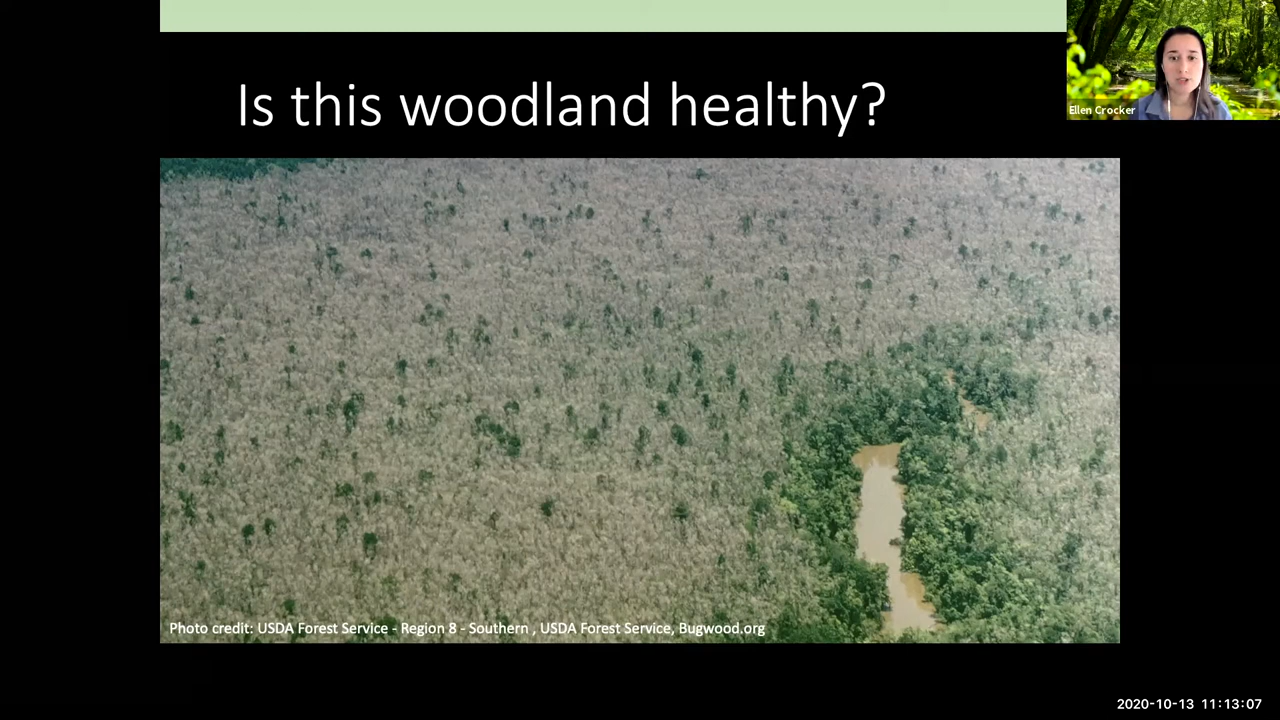 Is this woodland healthy?
Ellen Crocker
Photo credit: USDA Forest Service - Region 8 - Southern , USDA Forest Service, Bugwood.org
2020-10-13 11:13:07